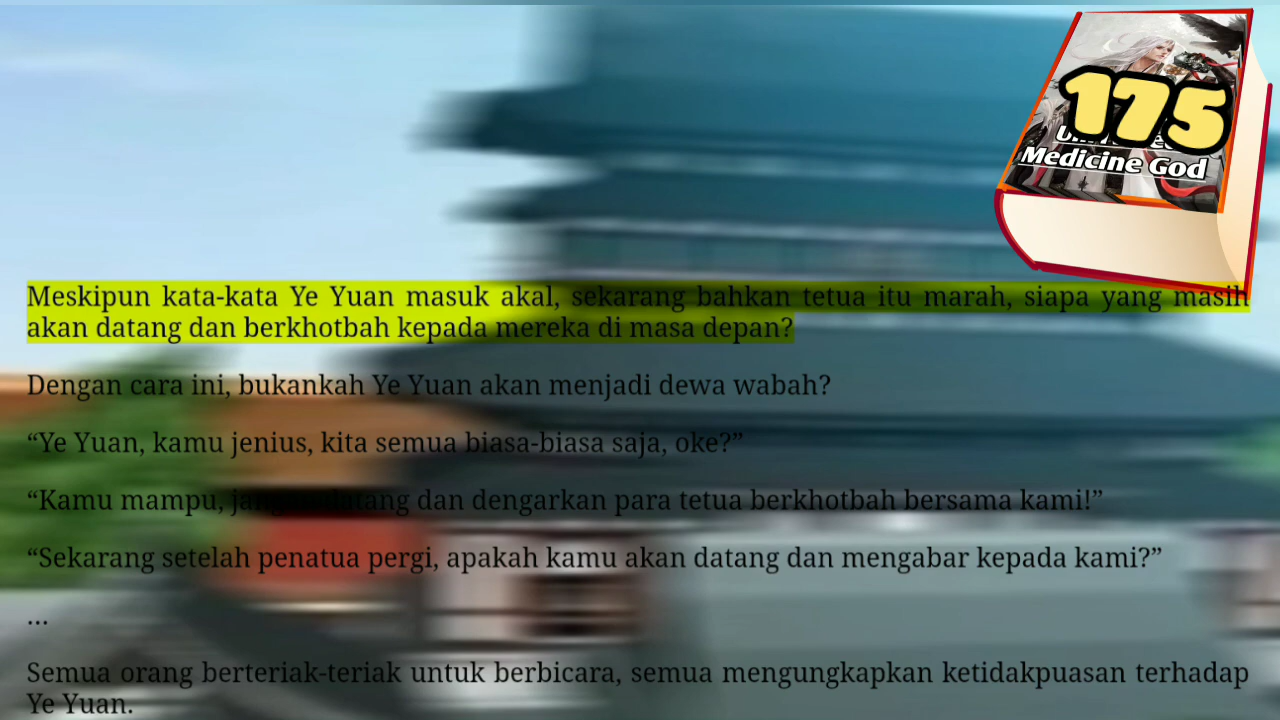 175
Medicine God
Meskipun kata-kata Ye Yuan masuk akal, sekarang bahkan tetua itu marah, siapa yang masih
akan datang dan berkhotbah kepada mereka di masa depan?
Dengan cara ini, bukankah Ye Yuan akan menjadi dewa wabah?
“Ye Yuan, kamu jenius, kita semua biasa-biasa saja, oke?”
“Kamu mampu, jangan datang dan dengarkan para tetua berkhotbah bersama kami!”
“Sekarang setelah penatua pergi, apakah kamu akan datang dan mengabar kepada kami?”
...
Semua orang berteriak-teriak untuk berbicara, semua mengungkapkan ketidakpuasan terhadap
Ye Yuan.